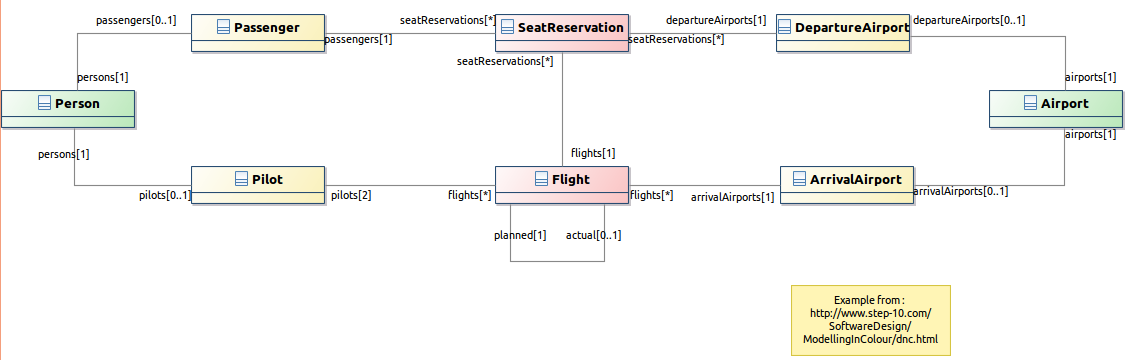 passengers[0..1]
Passenger
passengers[1]
seatReservations[*]
SeatReservation
departureAirports[1]
seatReservations[*]
DepartureAirport
departureAirports[0..1]
seatReservations[*]
persons[1]
airports[1]
Person
Airport
persons[1]
airports[1]
flights[1]
Pilot
pilots[0..1]
pilots[2]
flights[*]
Flight
flights[*]
arrivalAirports[1]
ArrivalAirport
arrivalAirports[0..1]
planned[1]
actual[0..1]
Example from :
http://www.step-10.com/
SoftwareDesign/
ModellingInColour/dnc.html